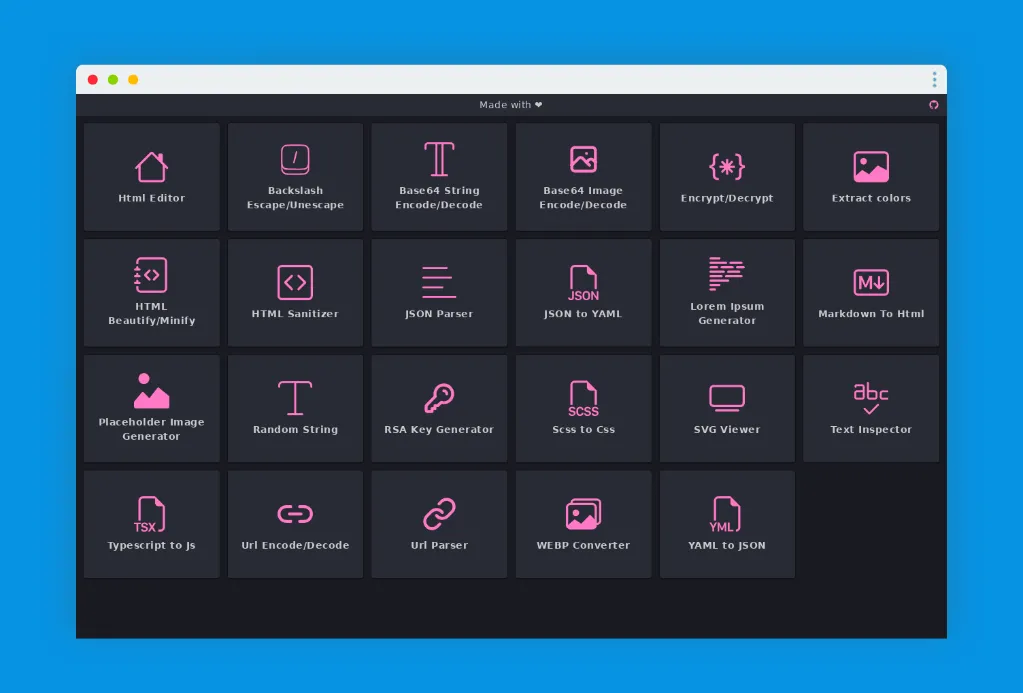 Made with ❤
Html Editor
/
Backslash
Escape/Unescape
Base64 String
Encode/Decode
Base64 Image
Encode/Decode
Encrypt/Decrypt
Extract colors
HTML
Beautify/Minify
HTML Sanitizer
JSON Parser
JSON
JSON to YAML
Lorem Ipsum
Generator
M
Markdown To Html
Placeholder Image
Generator
Random String
RSA Key Generator
SCSS
Scss to Css
SVG Viewer
abc
Text Inspector
TSX
Typescript to Js
Url Encode/Decode
Url Parser
WEBP Converter
YML
YAML to JSON